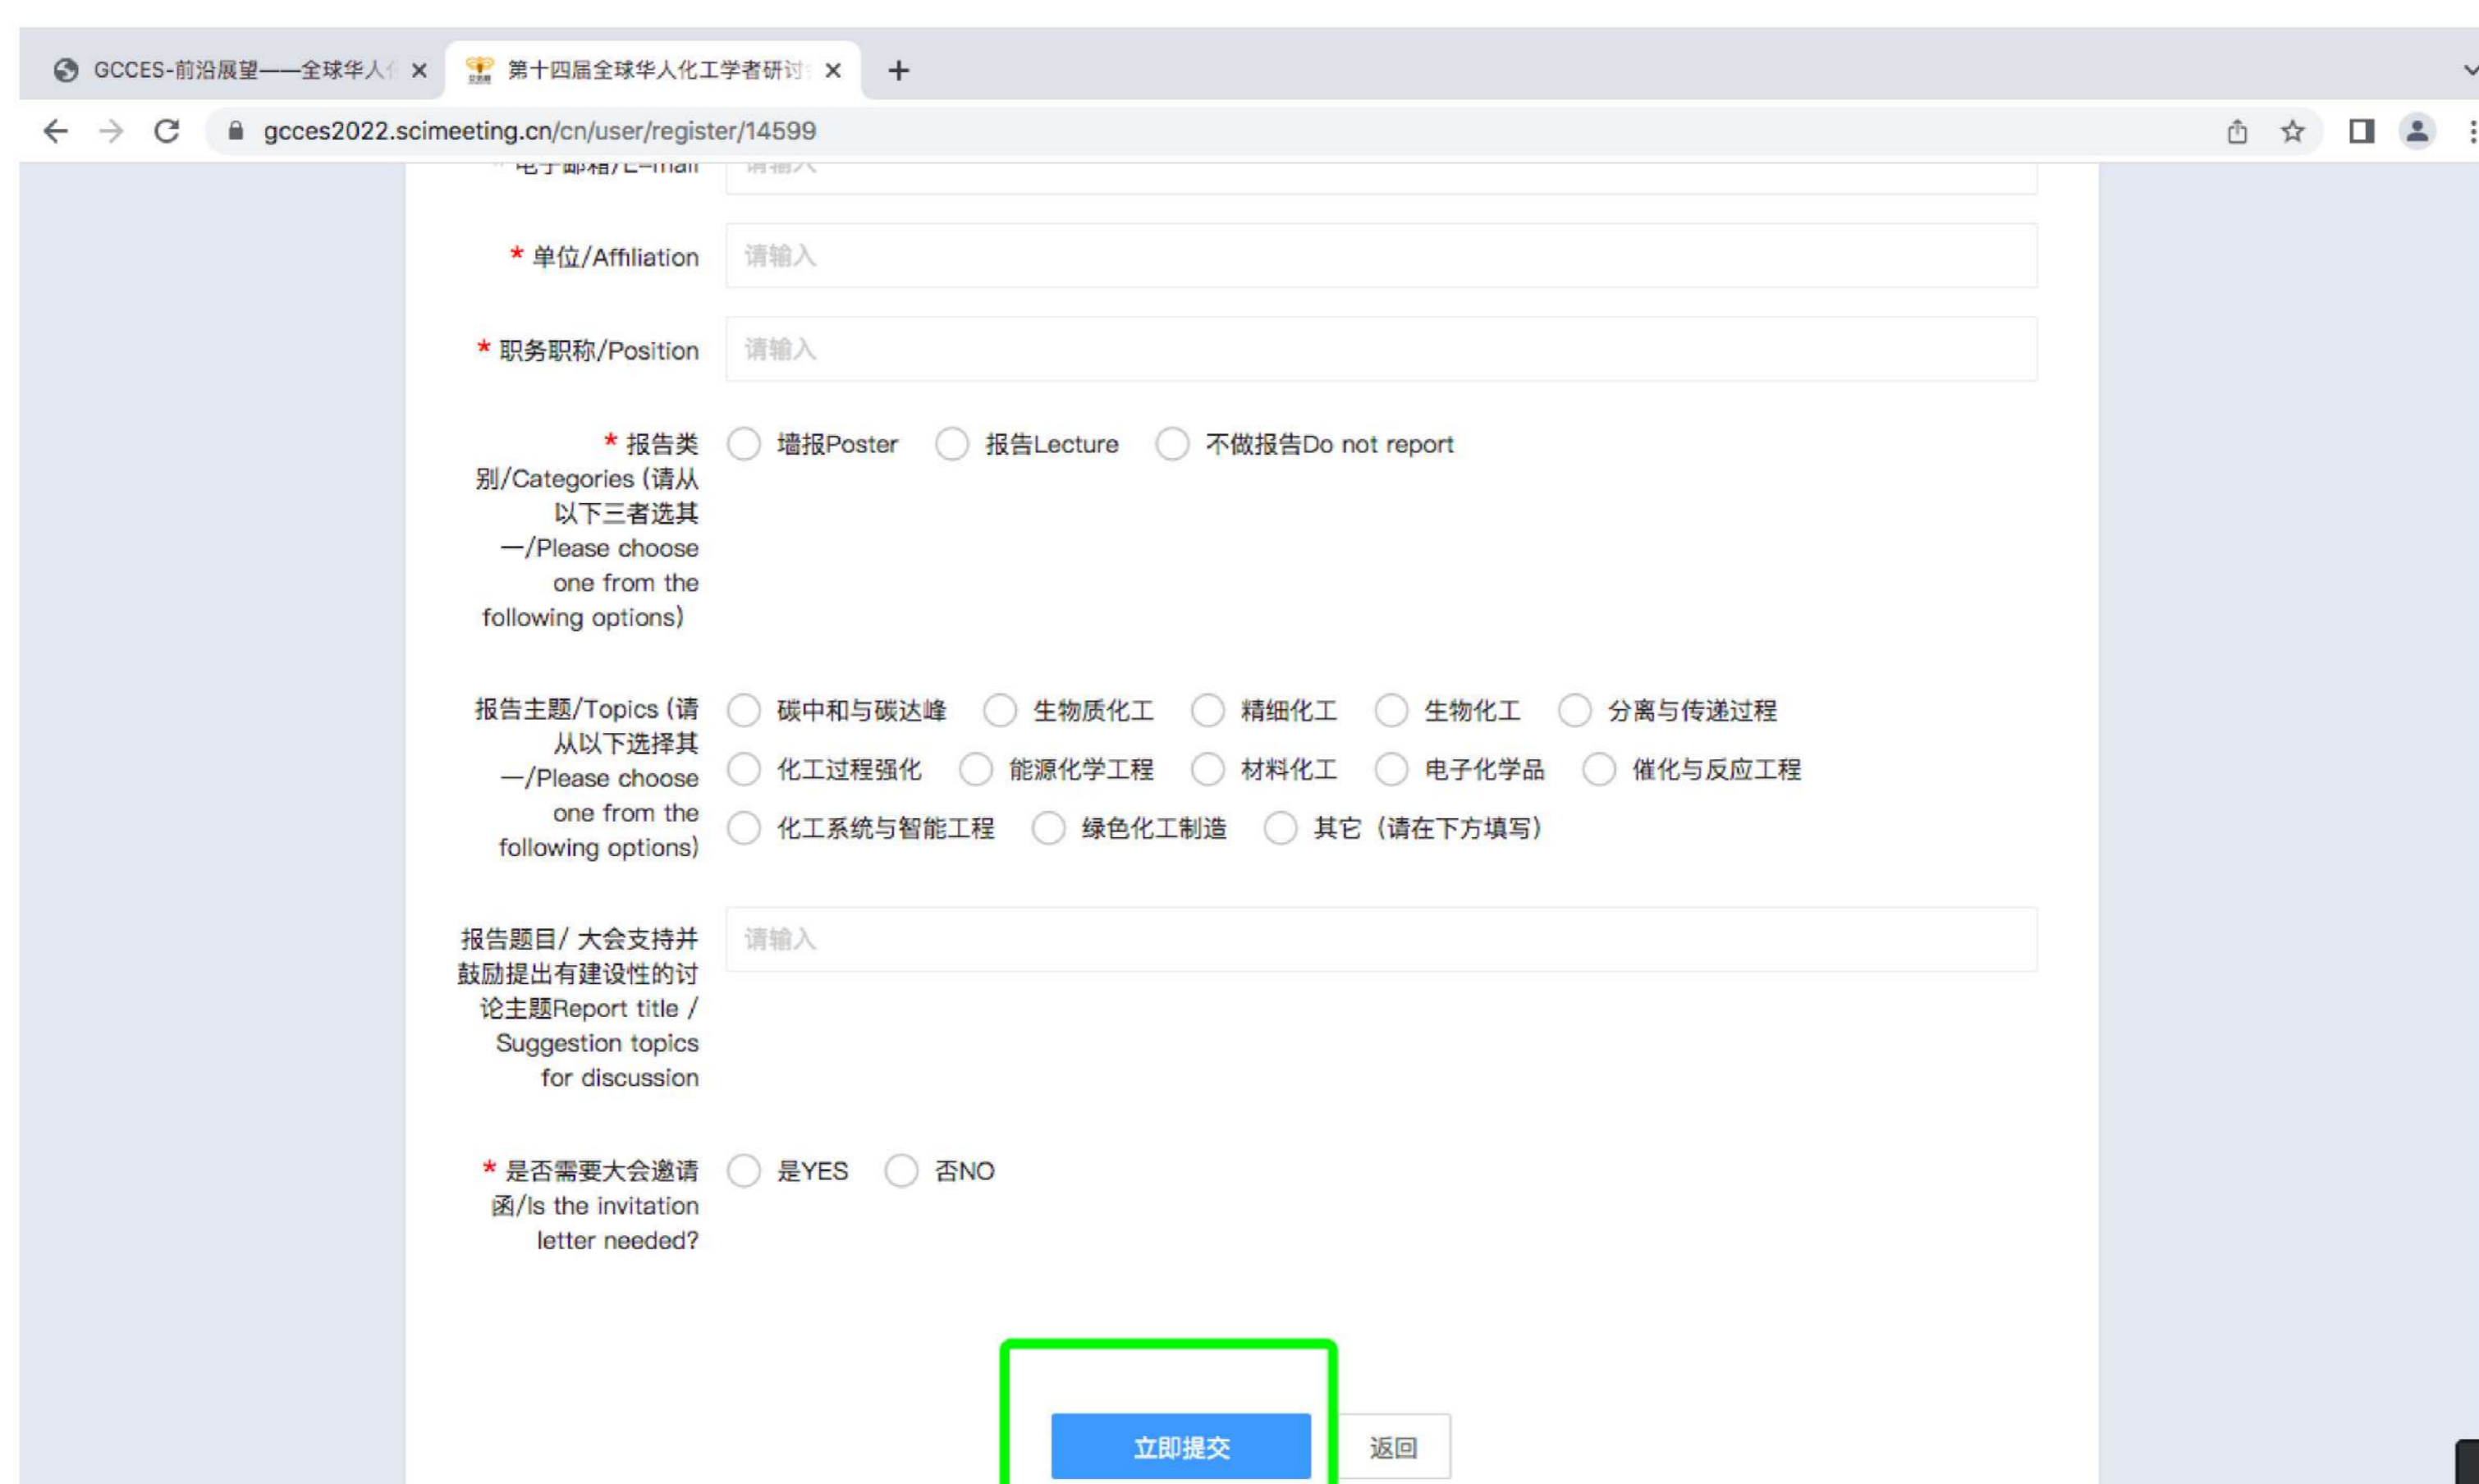 GCCES-前沿展望——全球华人
第十四届全球华人化工学者研讨
gcces2022.scimeeting.cn/cn/user/register/14599
* 电子邮箱/E-mail 请输入
* 单位/Affiliation 请输入
* 职务职称/Position 请输入
* 报告类 墙报Poster 报告Lecture 不做报告Do not report
别/Categories (请从
以下三者选其
一/Please choose
one from the
following options)
报告主题/Topics (请 碳中和与碳达峰 生物质化工 精细化工 生物化工 分离与传递过程
从以下选择其
一/Please choose 化工过程强化 能源化学工程 材料化工 电子化学品 催化与反应工程
one from the
following options) 化工系统与智能工程 绿色化工制造 其它（请在下方填写）
报告题目/ 大会支持并 请输入
鼓励提出有建设性的讨
论主题Report title /
Suggestion topics
for discussion
* 是否需要大会邀请 是YES 否NO
函/Is the invitation
letter needed?
立即提交 返回